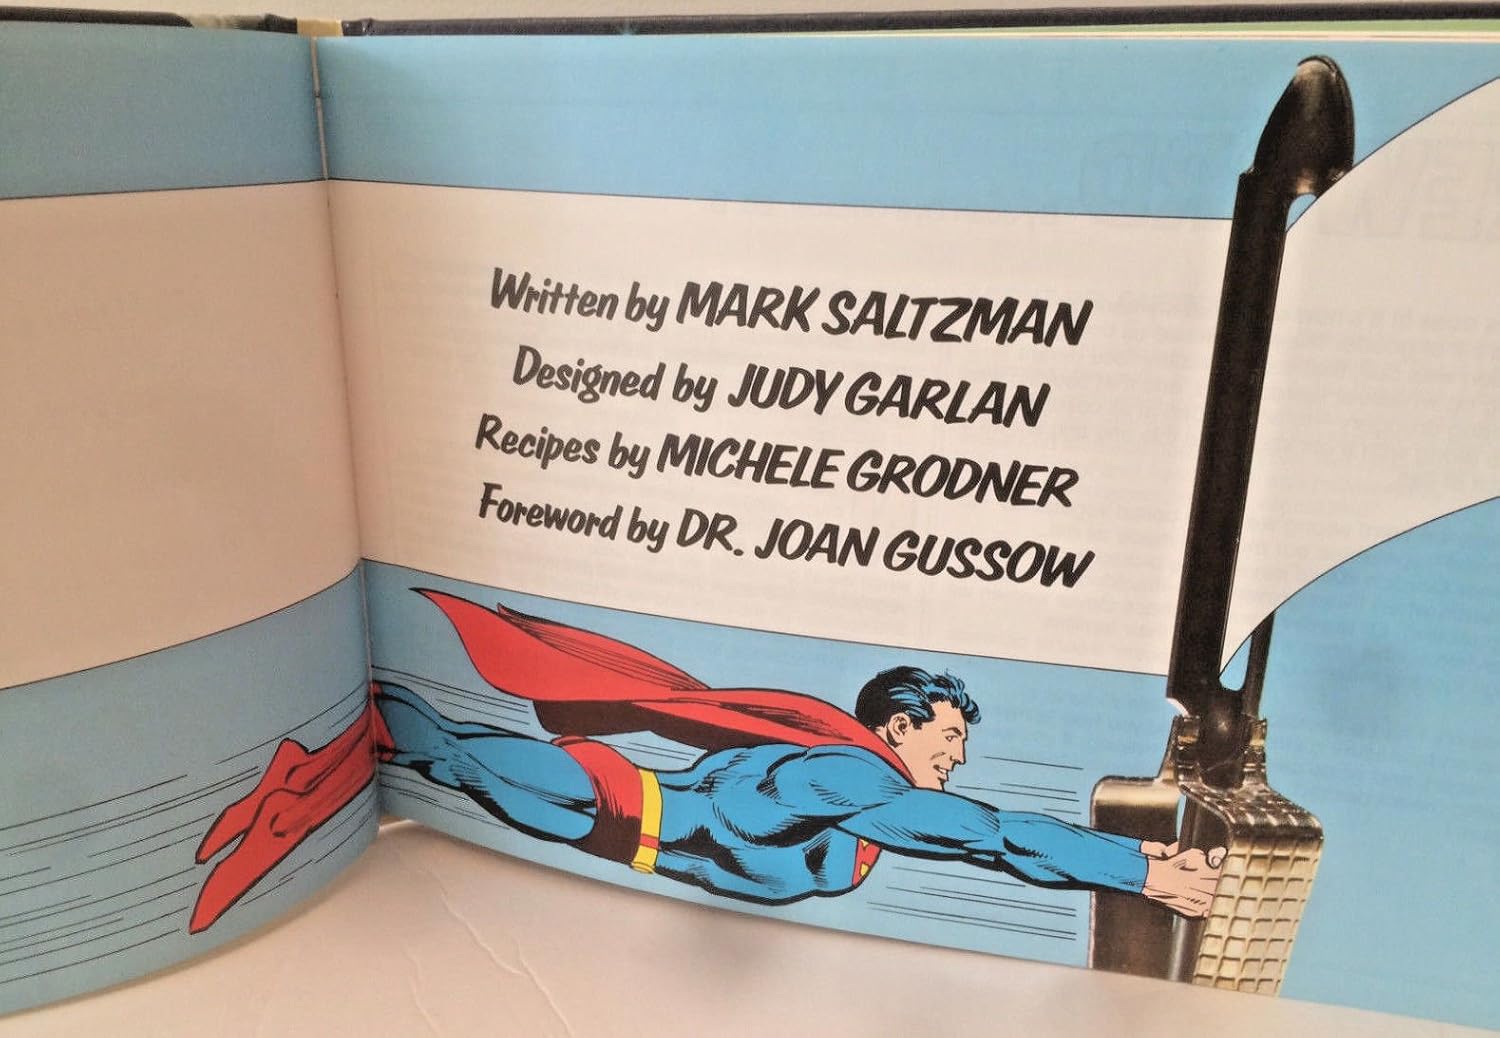 Written by MARK SALTZMAN
Designed by JUDY GARLAN
Recipes by MICHELE GRODNER
Foreword by DR. JOAN GUSSOW